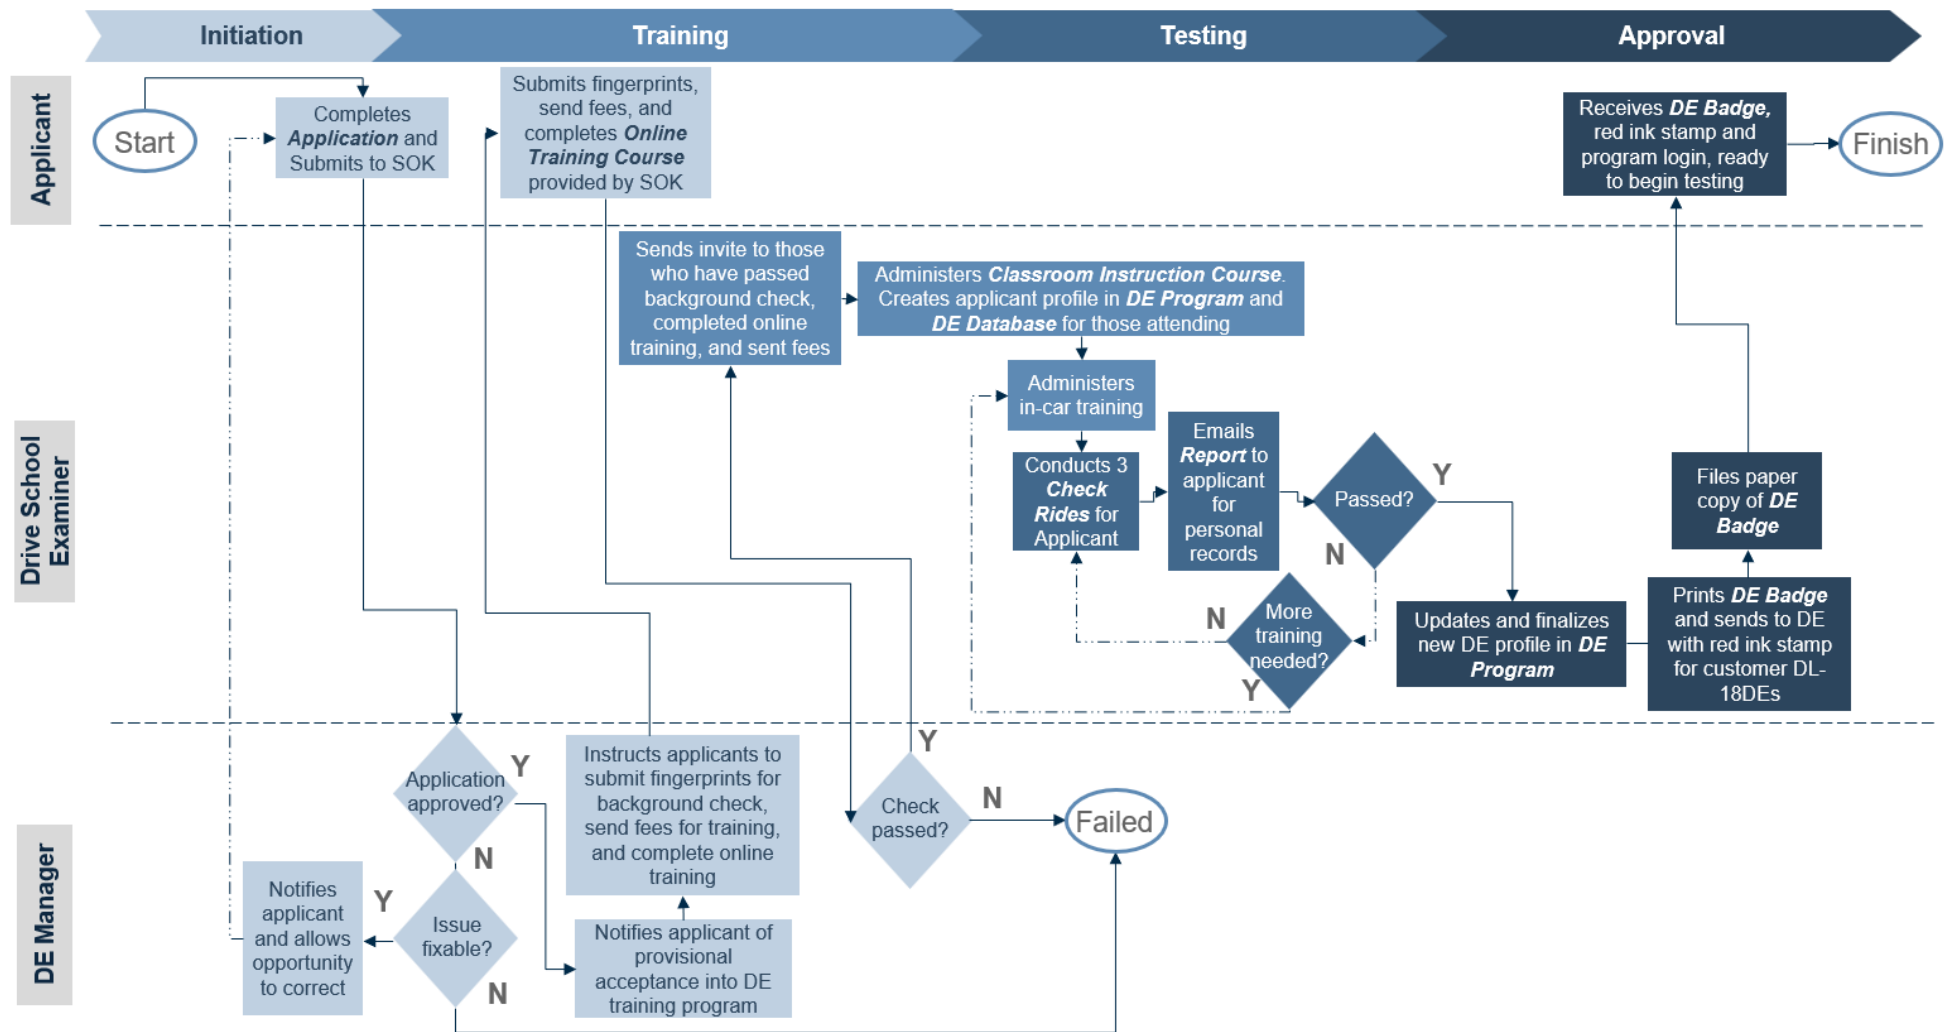 Initiation
Training
Testing
Approval
Applicant
Start
Completes
Application and
Submits to SOK
Submits fingerprints,
send fees, and
completes Online
Training Course
provided by SOK
Receives DE Badge,
red ink stamp and
program login, ready
to begin testing
Finish
Drive School
Examiner
Sends invite to those
who have passed
background check,
completed online
training, and sent fees
Administers Classroom Instruction Course.
Creates applicant profile in DE Program and
DE Database for those attending
Administers
in-car training
Conducts 3
Check
Rides for
Applicant
Emails
Report to
applicant
for
personal
records
Passed?
Y
N
More
training
needed?
N
Y
Updates and finalizes
new DE profile in DE
Program
Prints DE Badge
and sends to DE
with red ink stamp
for customer DL-
18DEs
Files paper
copy of DE
Badge
DE Manager
Application
approved?
Y
N
Issue
fixable?
Y
N
Notifies
applicant
and allows
opportunity
to correct
Notifies applicant of
provisional
acceptance into DE
training program
Instructs applicants to
submit fingerprints for
background check,
send fees for training,
and complete online
training
Check
passed?
Y
N
Failed